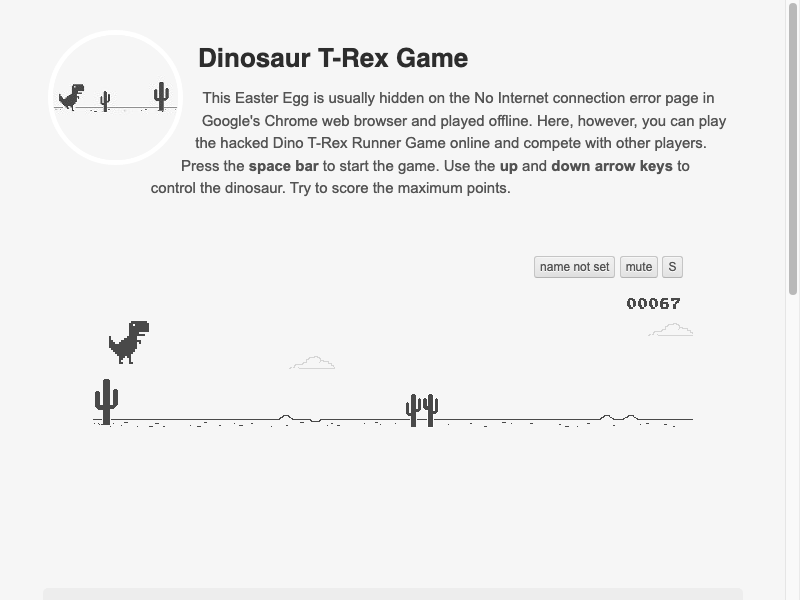 Dinosaur T-Rex Game
This Easter Egg is usually hidden on the No Internet connection error page in
Google's Chrome web browser and played offline. Here, however, you can play
the hacked Dino T-Rex Runner Game online and compete with other players.
Press the space bar to start the game. Use the up and down arrow keys to
control the dinosaur. Try to score the maximum points.
name not set mute S
00067